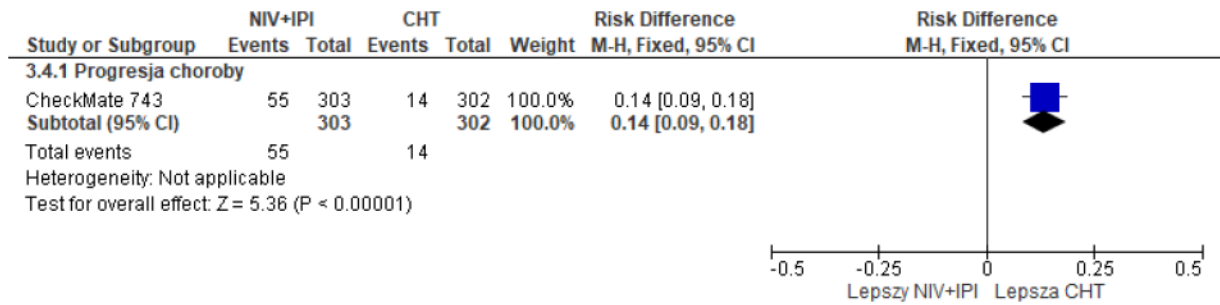 NIV+IPI CHT Risk Difference Risk Difference
Study or Subgroup Events Total Events Total Weight M-H, Fixed, 95% CI M-H, Fixed, 95% CI
3.4.1 Progresja choroby
CheckMate 743 55 303 14 302 100.0% 0.14 [0.09, 0.18]
Subtotal (95% CI) 303 302 100.0% 0.14 [0.09, 0.18]
Total events 55 14
Heterogeneity: Not applicable
Test for overall effect: Z = 5.36 (P < 0.00001)
-0.5 -0.25 0 0.25 0.5
Lepszy NIV+IPI Lepsza CHT